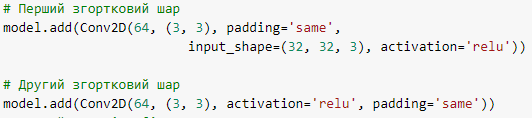 # Перший згортковий шар
model.add(Conv2D(64, (3, 3), padding='same',
input_shape=(32, 32, 3), activation='relu'))
# Другий згортковий шар
model.add(Conv2D(64, (3, 3), activation='relu', padding='same'))